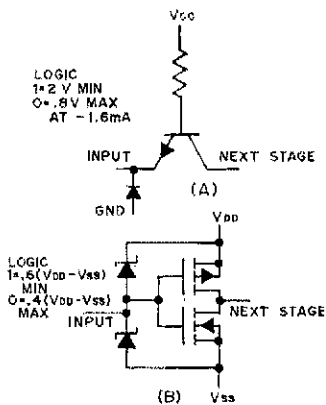 VCC
LOGIC
1=2 V MIN
0=.8V MAX
AT -1.6mA
INPUT
NEXT STAGE
(A)
GND
VDD
LOGIC
1=.6(VDD-VSS)
MIN
0=.4(VDD-VSS)
MAX
INPUT
NEXT STAGE
(B)
VSS